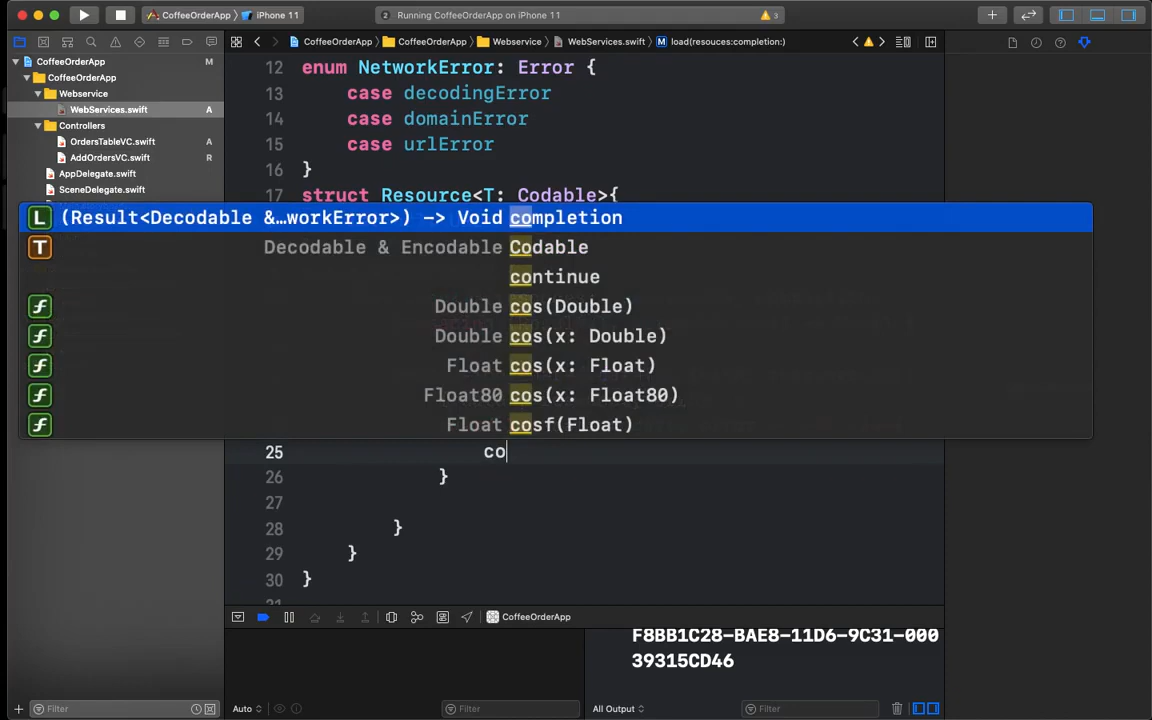 CoffeeOrderApp
iPhone 11
2 Running CoffeeOrderApp on iPhone 11
3
CoffeeOrderApp
CoffeeOrderApp
Webservice
WebServices.swift
M load(resouces:completion:)
CoffeeOrderApp M
CoffeeOrderApp
Webservice
WebServices.swift A
Controllers
OrdersTableVC.swift A
AddOrdersVC.swift R
AppDelegate.swift
SceneDelegate.swift
12 enum NetworkError: Error {
13 case decodingError
14 case domainError
15 case urlError
16 }
17 struct Resource<T: Codable>{
L (Result<Decodable &…workError>) -> Void completion
T Decodable & Encodable Codable
continue
f Double cos(Double)
f Double cos(x: Double)
f Float cos(x: Float)
f Float80 cos(x: Float80)
f Float cosf(Float)
25 co
26 }
27
28 }
29 }
30 }
CoffeeOrderApp
F8BB1C28-BAE8-11D6-9C31-000
39315CD46
Filter
Auto
Filter
All Output
Filter